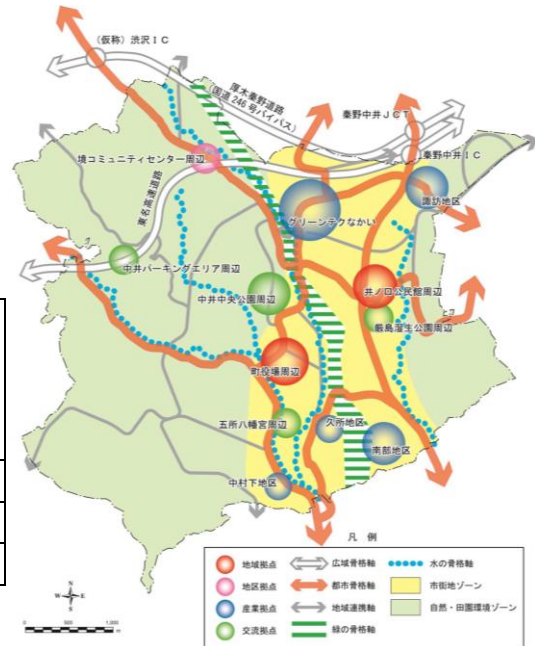 (仮称)渋沢IC
厚木秦野道路
(国道246号バイパス)
秦野中井JCT
秦野中井IC
境コミュニティセンター周辺
諏訪地区
東名高速道路
グリーンテクなかい
中井パーキングエリア周辺
中井中央公園周辺
井ノ口公民館周辺
厳島湿生公園周辺
町役場周辺
五所八幡宮周辺
久所地区
南部地区
中村下地区
凡 例
地域拠点
広域骨格軸
水の骨格軸
地区拠点
都市骨格軸
市街地ゾーン
産業拠点
地域連携軸
自然・田園環境ゾーン
交流拠点
緑の骨格軸
N
W E
S
0 500 1,000
m